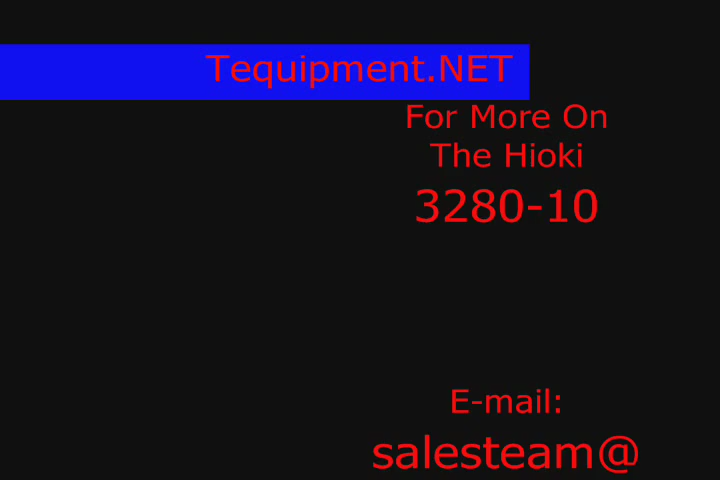 Tequipment.NET
For More On
The Hioki
3280-10
E-mail:
salesteam@